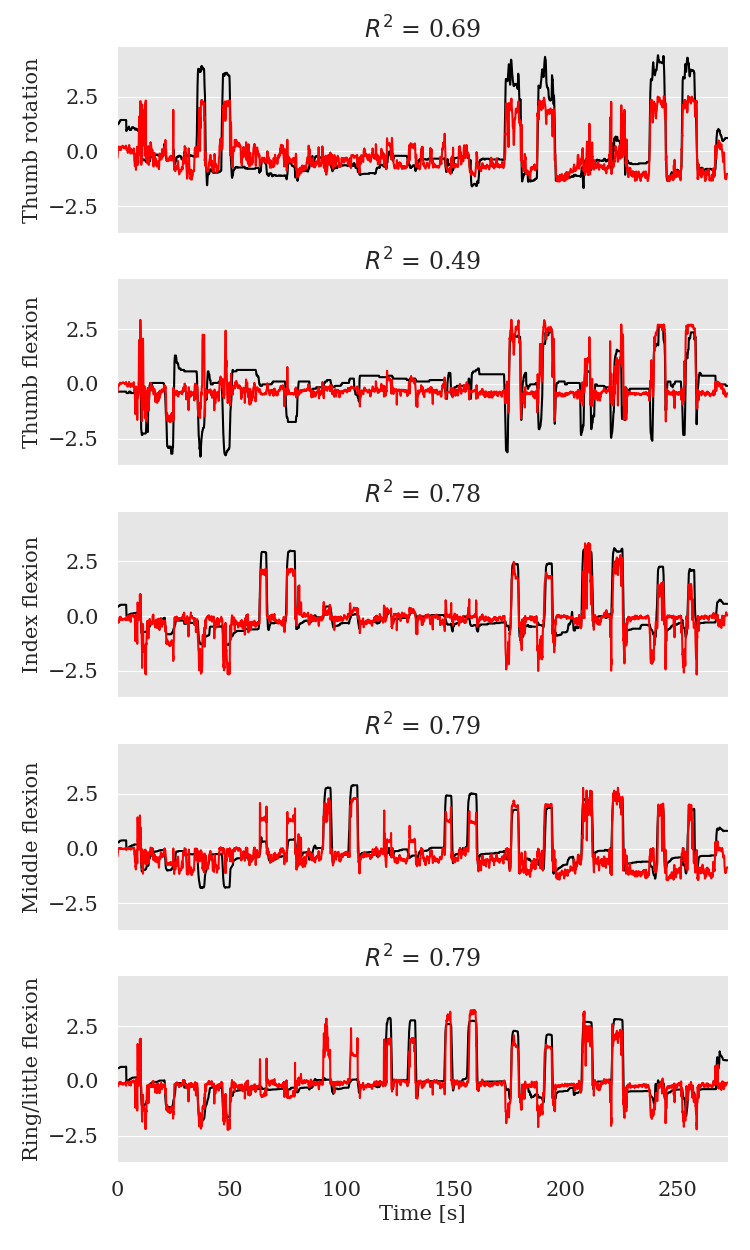 R² = 0.69
Thumb rotation
2.5
0.0
−2.5
R² = 0.49
Thumb flexion
2.5
0.0
−2.5
R² = 0.78
Index flexion
2.5
0.0
−2.5
R² = 0.79
Middle flexion
2.5
0.0
−2.5
R² = 0.79
Ring/little flexion
2.5
0.0
−2.5
0 50 100 150 200 250
Time [s]